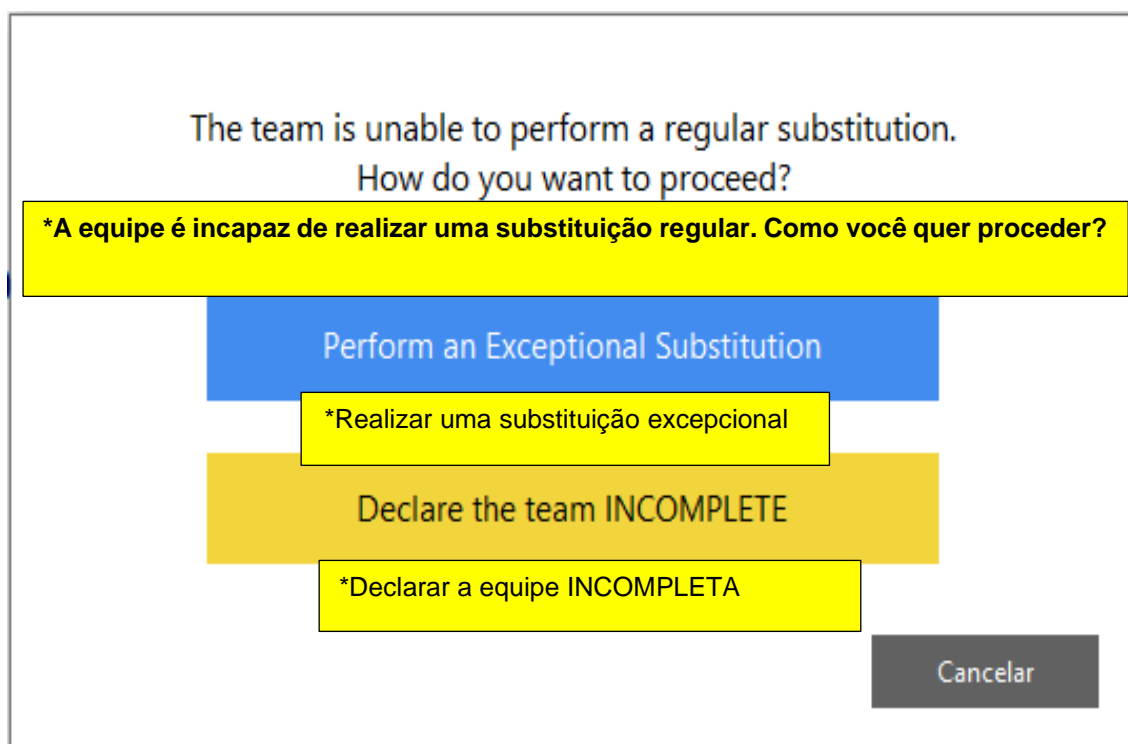 The team is unable to perform a regular substitution.
How do you want to proceed?
*A equipe é incapaz de realizar uma substituição regular. Como você quer proceder?
Perform an Exceptional Substitution
*Realizar uma substituição excepcional
Declare the team INCOMPLETE
*Declarar a equipe INCOMPLETA
Cancelar